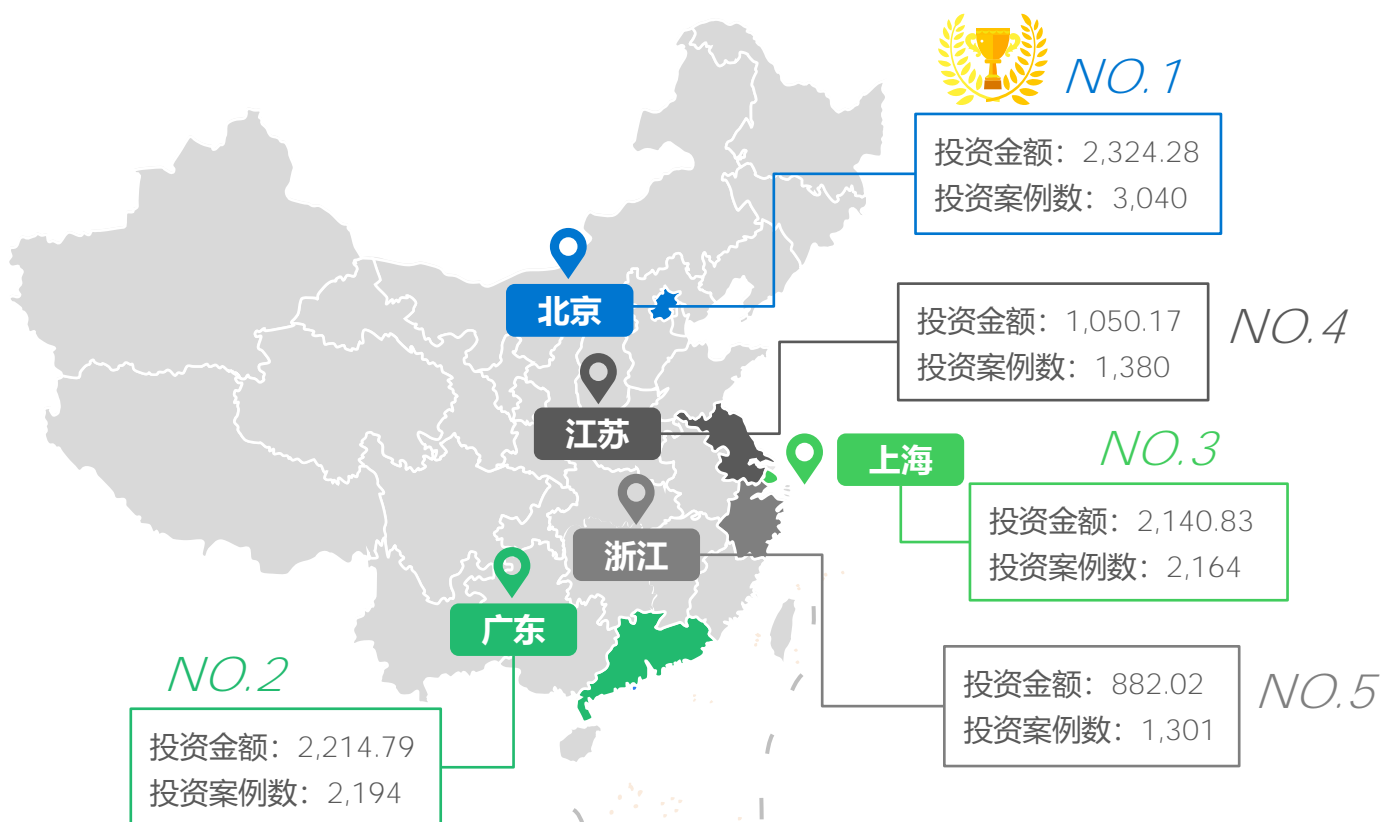 NO.1
投资金额：2,324.28
投资案例数：3,040
北京
投资金额：1,050.17
投资案例数：1,380
NO.4
江苏
NO.3
上海
投资金额：2,140.83
投资案例数：2,164
浙江
广东
NO.2
投资金额：2,214.79
投资案例数：2,194
投资金额：882.02
投资案例数：1,301
NO.5